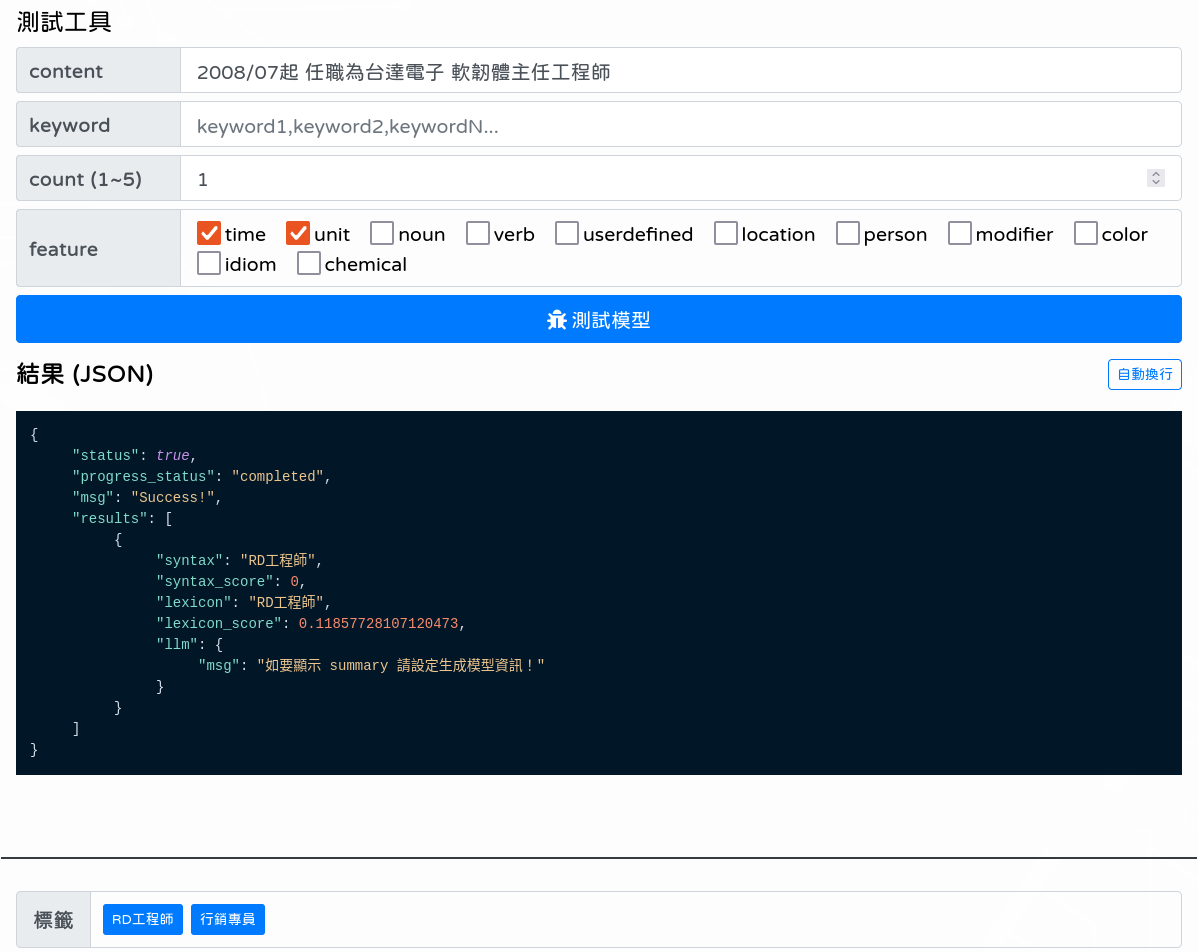 測試工具
content
2008/07起 任職為台達電子 軟韌體主任工程師
keyword
keyword1,keyword2,keywordN...
count (1~5)
1
feature
time unit noun verb userdefined location person modifier color
idiom chemical
測試模型
結果 (JSON)
自動換行
{
"status": true,
"progress_status": "completed",
"msg": "Success!",
"results": [
{
"syntax": "RD工程師",
"syntax_score": 0,
"lexicon": "RD工程師",
"lexicon_score": 0.11857728107120473,
"llm": {
"msg": "如要顯示 summary 請設定生成模型資訊！"
}
}
]
}
標籤
RD工程師 行銷專員